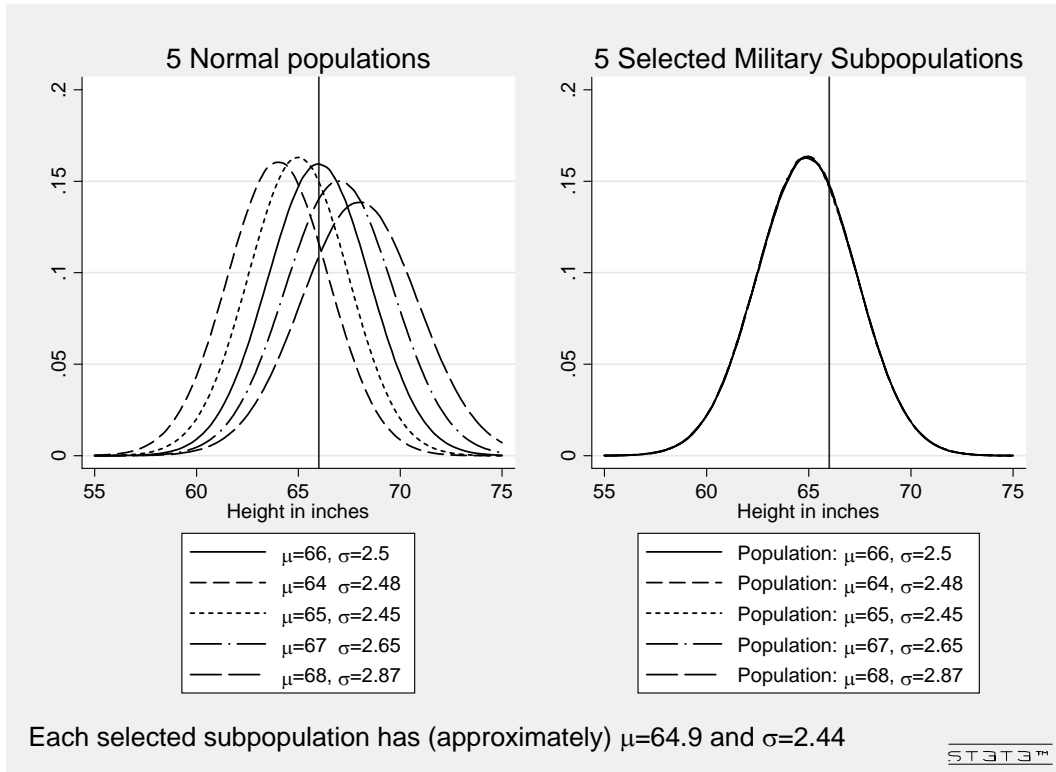 5 Normal populations
.2
.15
.1
.05
0
55 60 65 70 75
Height in inches
μ=66, σ=2.5
μ=64 σ=2.48
μ=65, σ=2.45
μ=67 σ=2.65
μ=68, σ=2.87
5 Selected Military Subpopulations
.2
.15
.1
.05
0
55 60 65 70 75
Height in inches
Population: μ=66, σ=2.5
Population: μ=64, σ=2.48
Population: μ=65, σ=2.45
Population: μ=67, σ=2.65
Population: μ=68, σ=2.87
Each selected subpopulation has (approximately) μ=64.9 and σ=2.44
STATA™